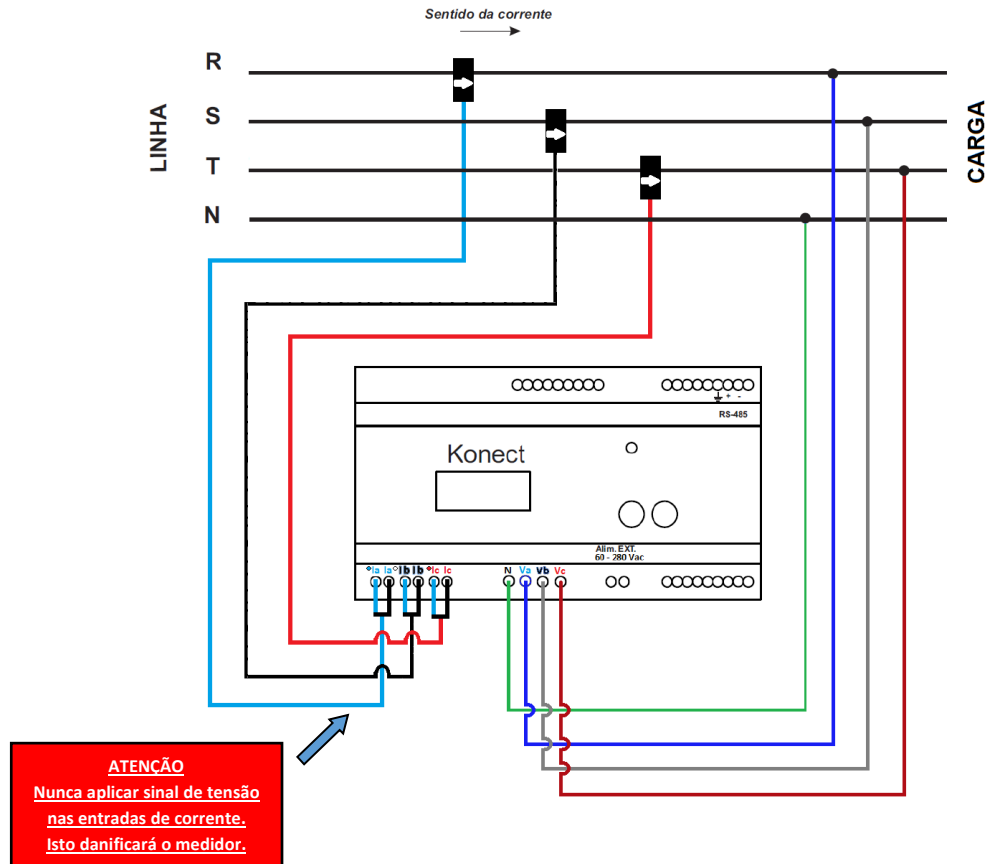 Sentido da corrente
R
S
T
N
LINHA
CARGA
+ -
RS-485
Konect
Alim. EXT.
60 - 280 Vac
Ia Ia Ib Ib Ic Ic N Va Vb Vc
ATENÇÃO
Nunca aplicar sinal de tensão
nas entradas de corrente.
Isto danificará o medidor.